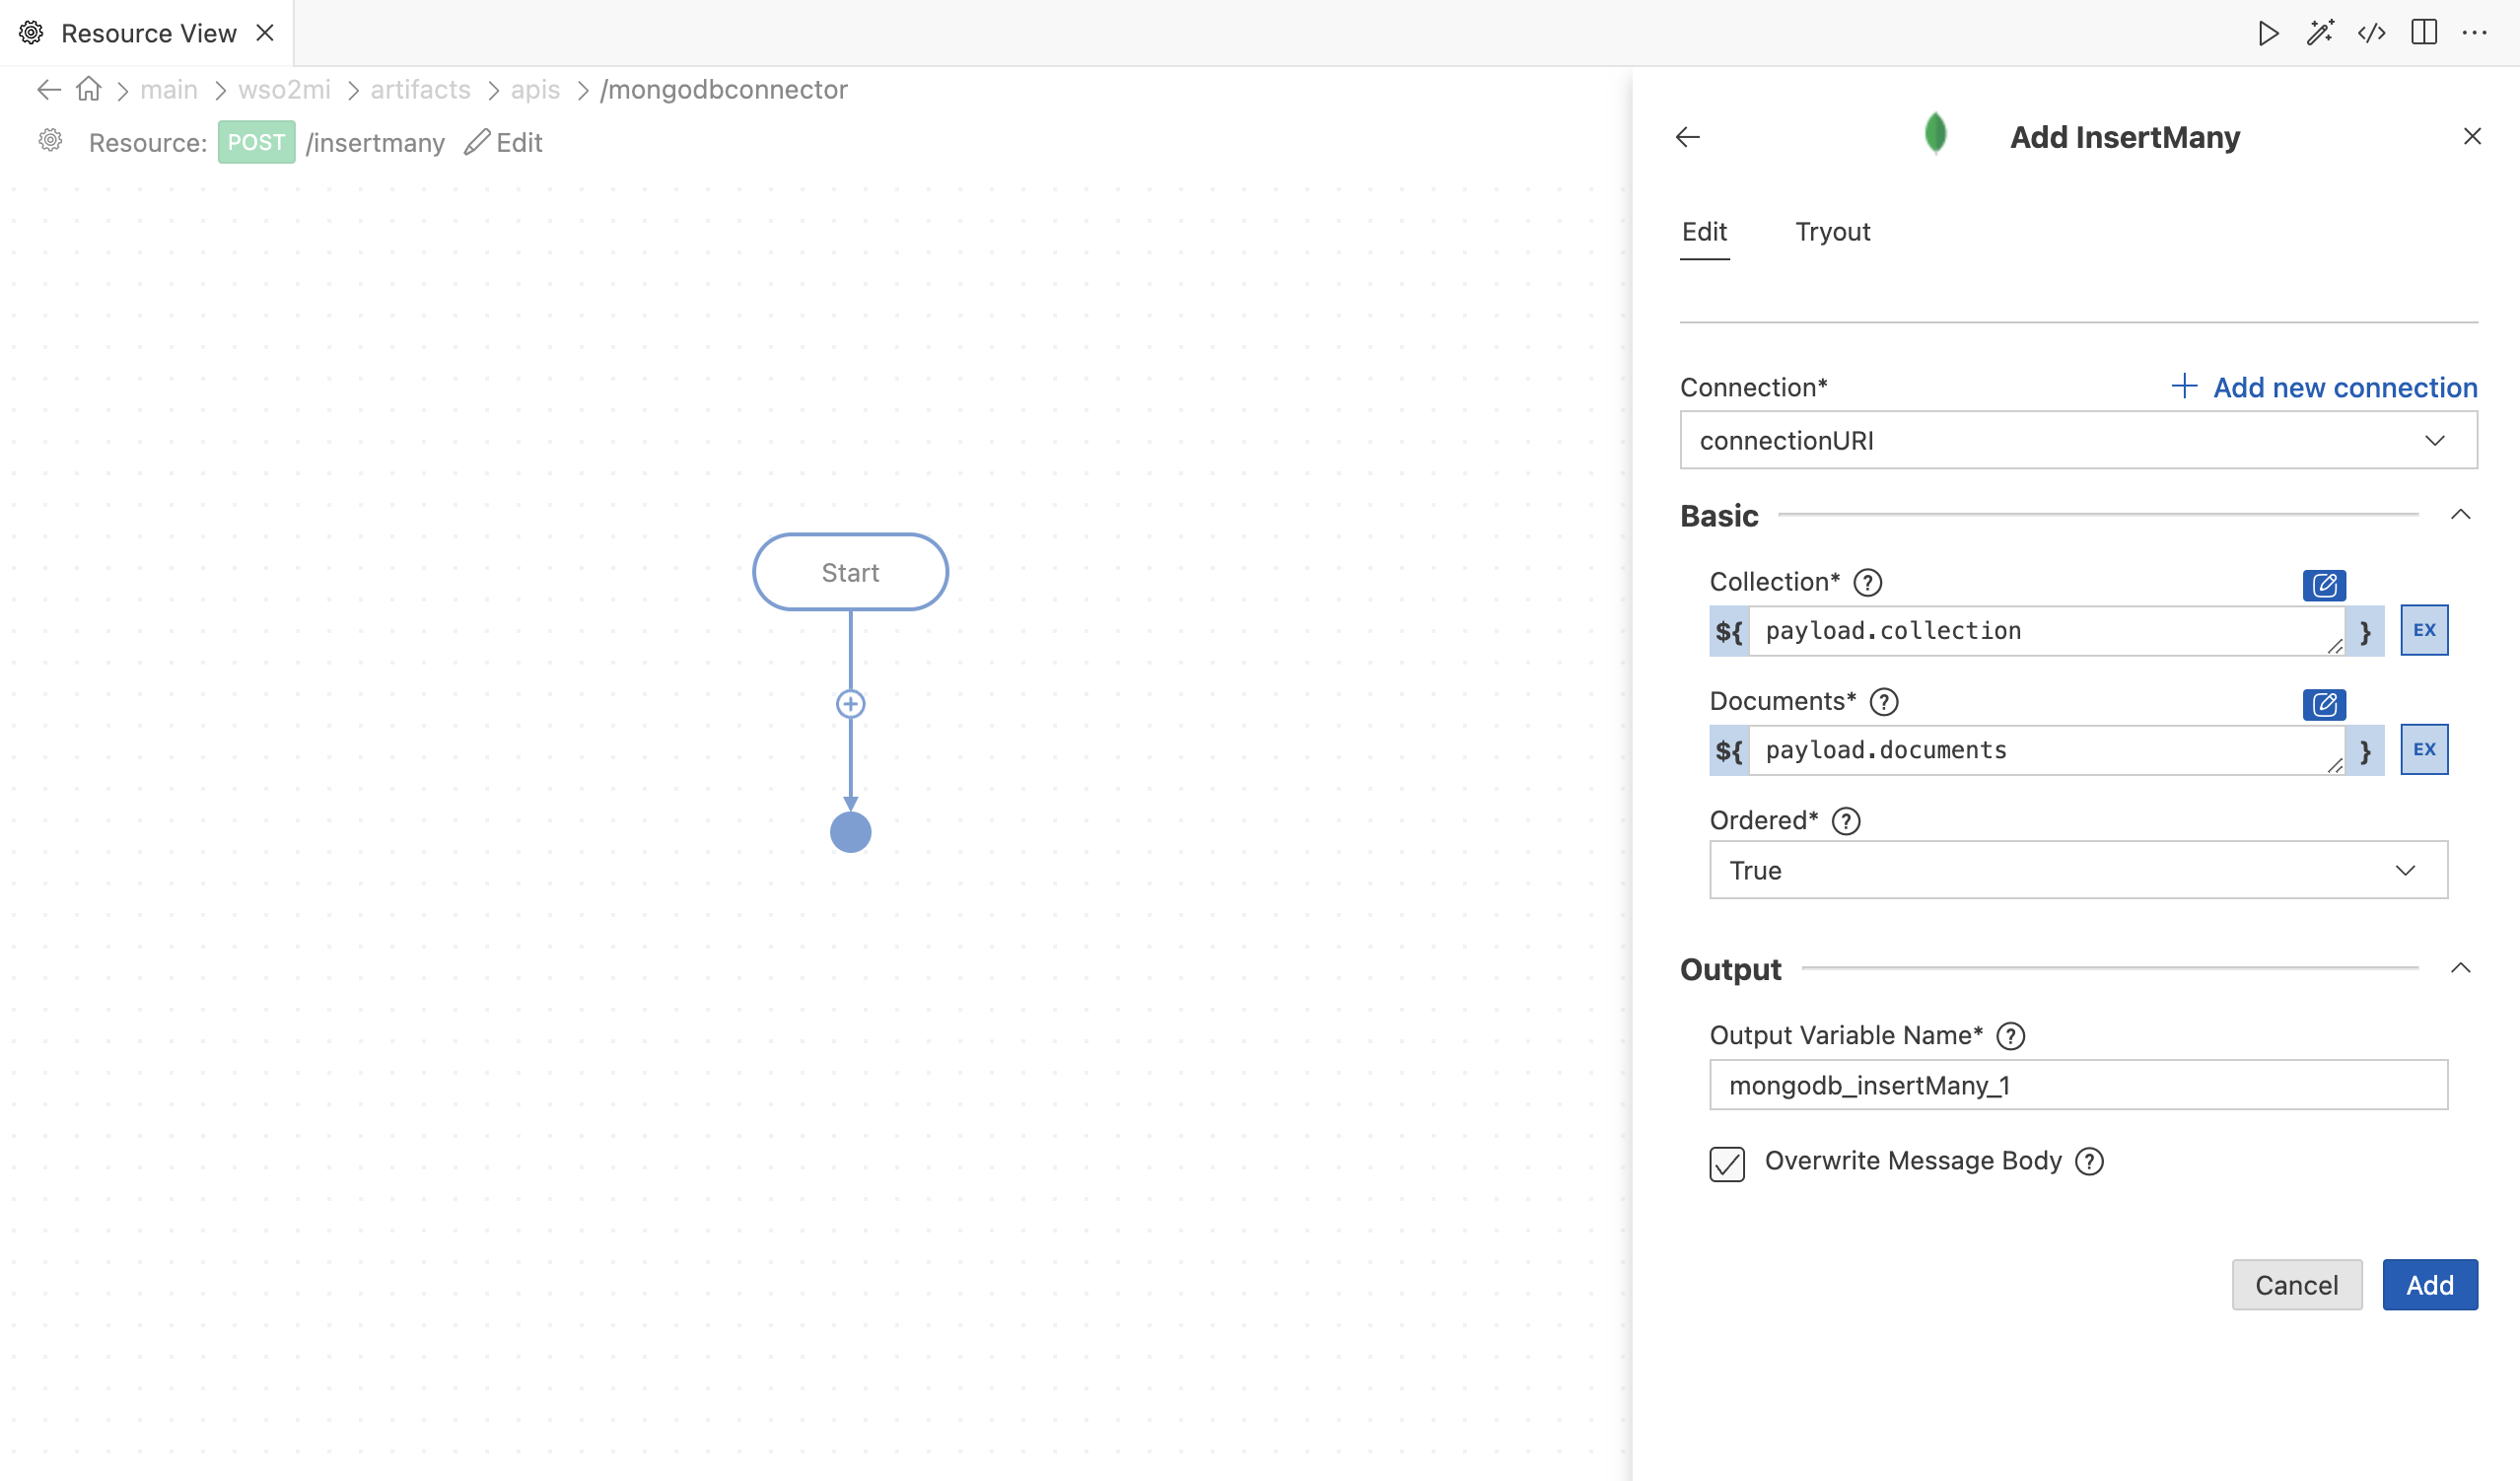 Resource View
main wso2mi artifacts apis /mongodbconnector
Resource: POST /insertmany Edit
Start
Add InsertMany
Edit Tryout
Connection* Add new connection
connectionURI
Basic
Collection* ?
${ payload.collection } EX
Documents* ?
${ payload.documents } EX
Ordered* ?
True
Output
Output Variable Name* ?
mongodb_insertMany_1
Overwrite Message Body ?
Cancel Add